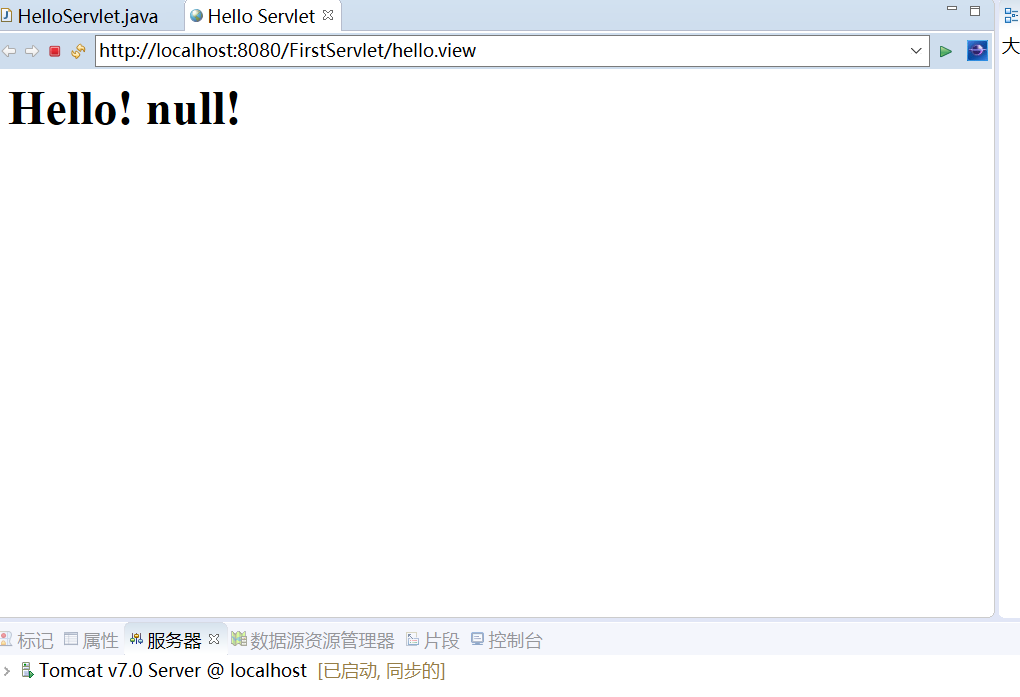 HelloServlet.java Hello Servlet
http://localhost:8080/FirstServlet/hello.view
大
Hello! null!
标记 属性 服务器 数据源资源管理器 片段 控制台
Tomcat v7.0 Server @ localhost [已启动, 同步的]